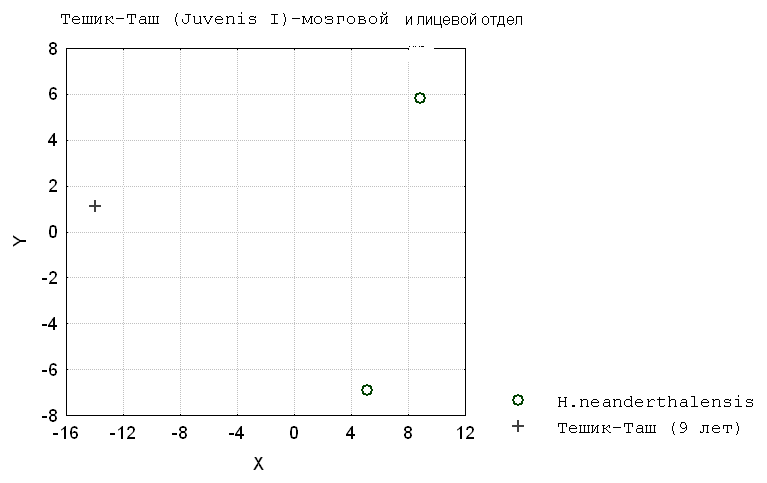 Тешик-Таш (Juvenis I)-мозговой и лицевой отдел
8
6
4
2
0
-2
-4
-6
-8
Y
-16 -12 -8 -4 0 4 8 12
X
H.neanderthalensis
Тешик-Таш (9 лет)